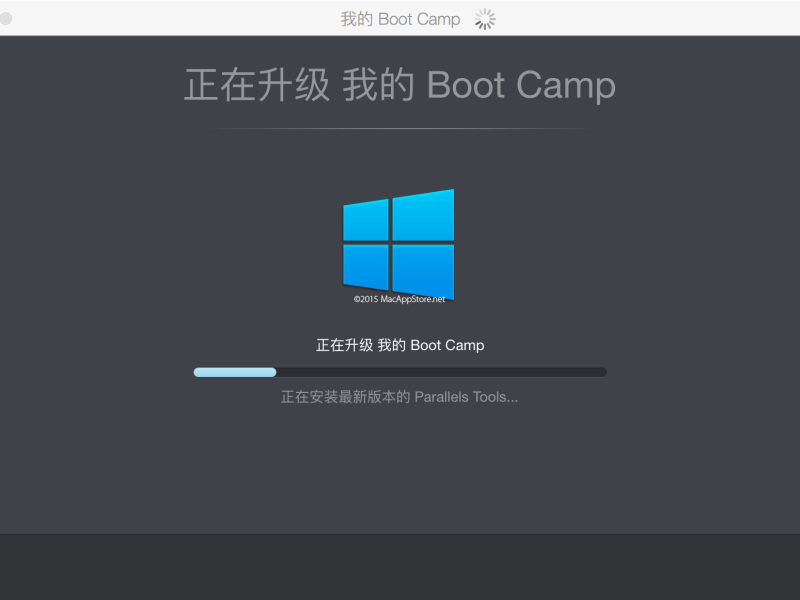 我的 Boot Camp
正在升级 我的 Boot Camp
©2015 MacAppStore.net
正在升级 我的 Boot Camp
正在安装最新版本的 Parallels Tools...